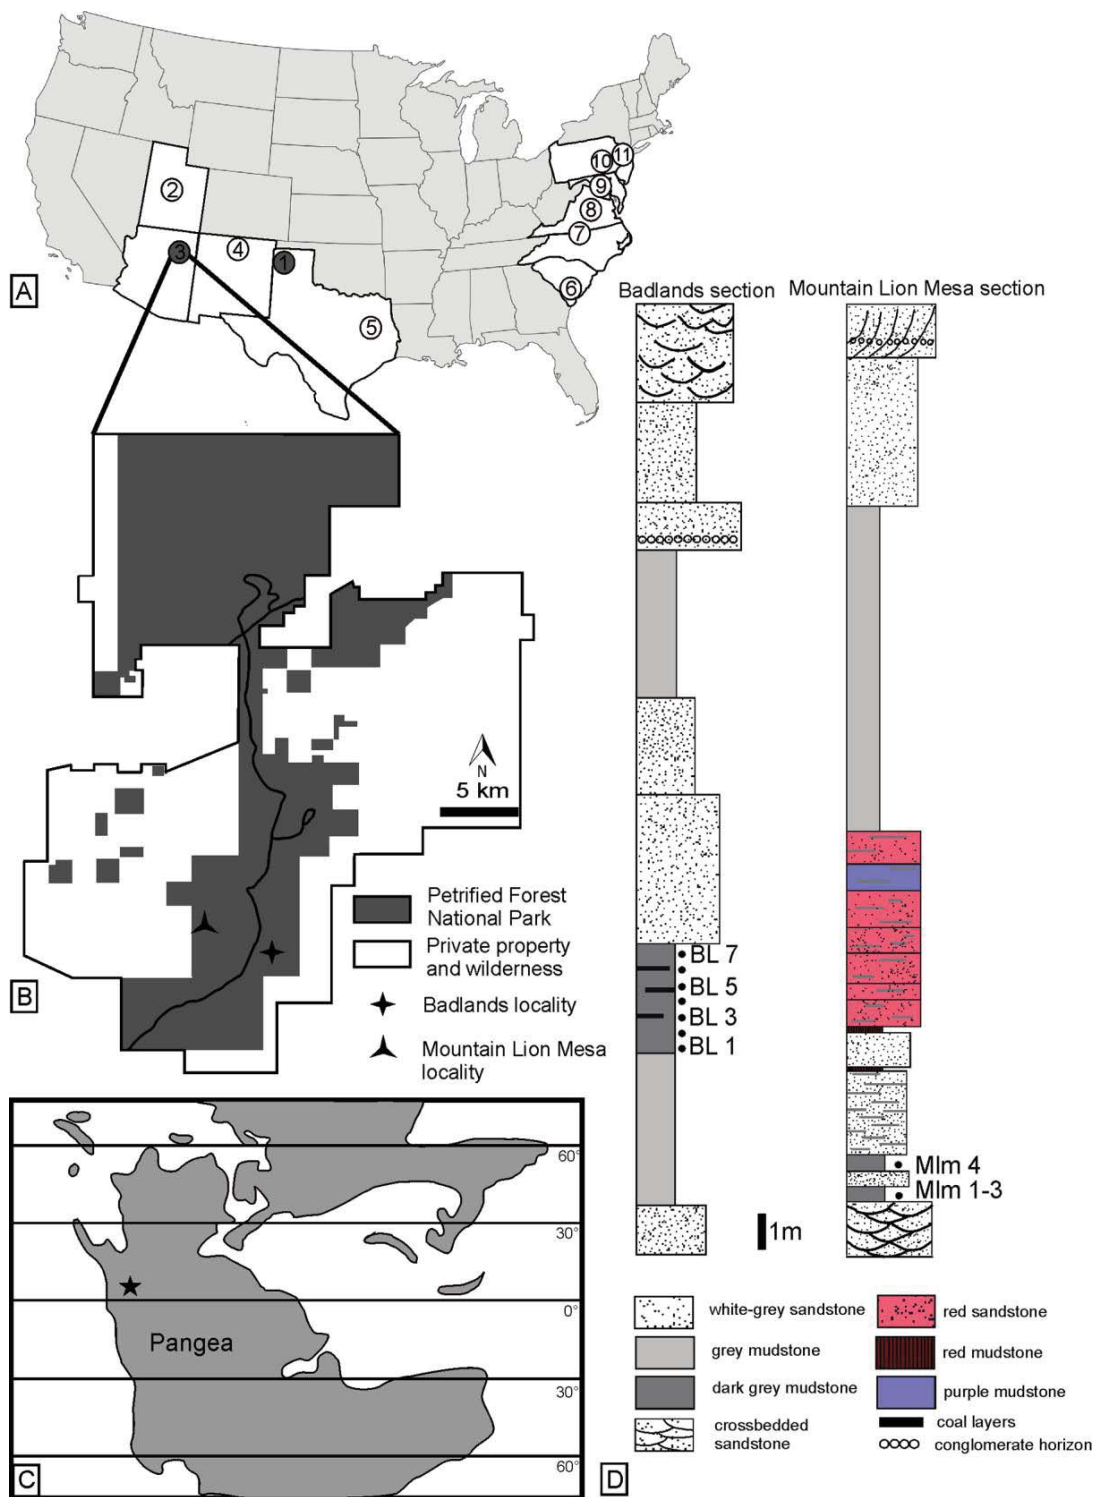 2
3
4
1
5
6
7
8
9
10
11
A
Badlands section
Mountain Lion Mesa section
N
5 km
Petrified Forest
National Park
Private property
and wilderness
Badlands locality
Mountain Lion Mesa
locality
B
BL 7
BL 5
BL 3
BL 1
Mlm 4
Mlm 1-3
1m
60°
30°
0°
Pangea
30°
60°
C
D
white-grey sandstone
grey mudstone
dark grey mudstone
crossbedded
sandstone
red sandstone
red mudstone
purple mudstone
coal layers
conglomerate horizon